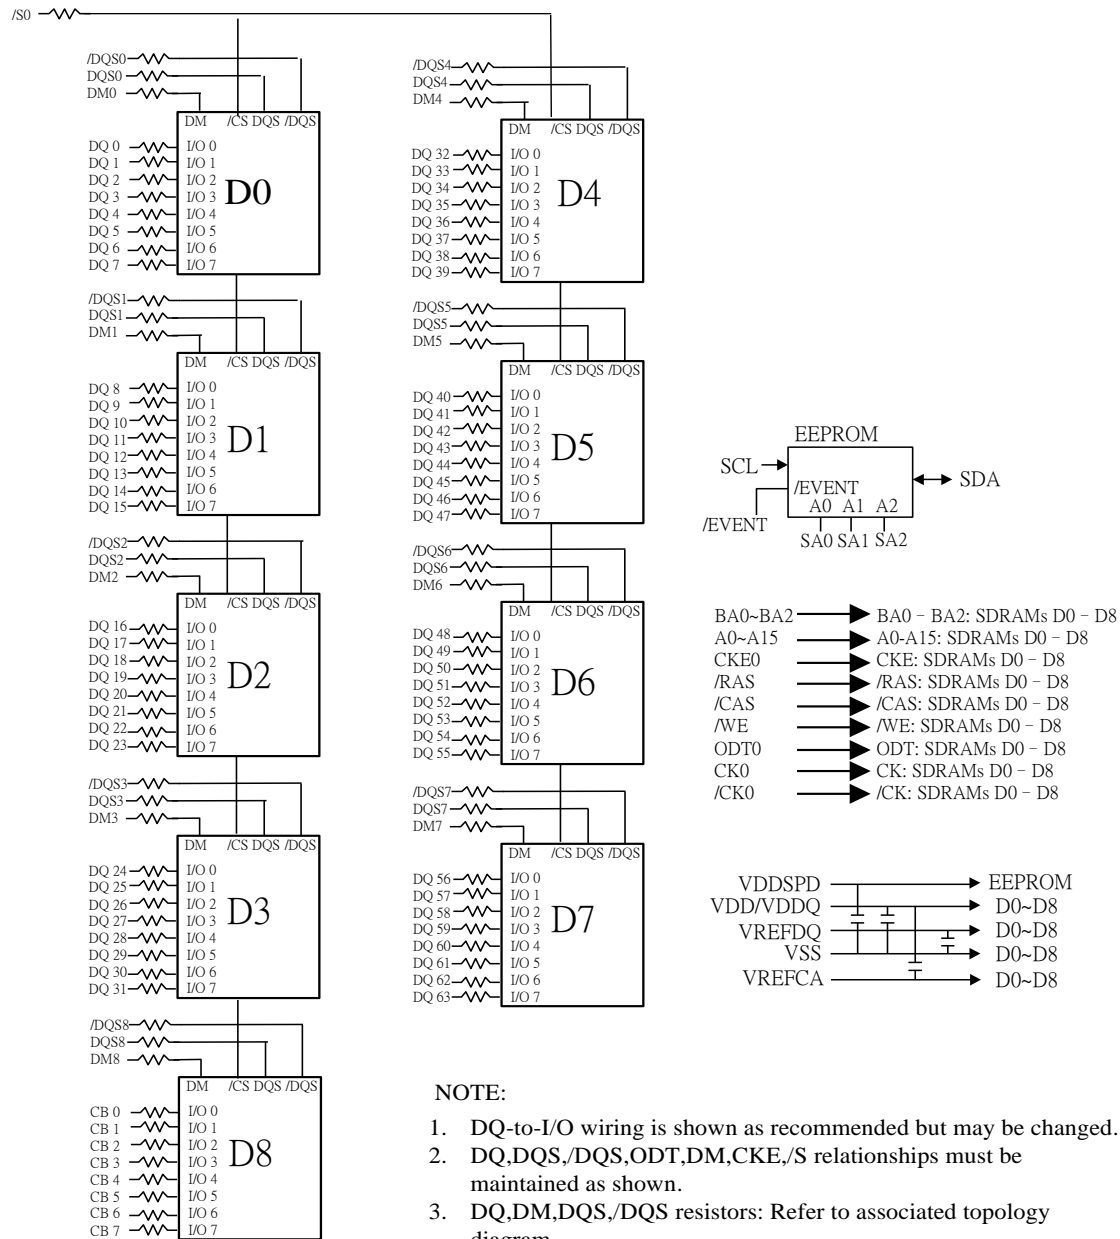 /S0
/DQS0
DQS0
DM0
DM /CS DQS /DQS
DQ 0 I/O 0
DQ 1 I/O 1
DQ 2 I/O 2
DQ 3 I/O 3
DQ 4 I/O 4
DQ 5 I/O 5
DQ 6 I/O 6
DQ 7 I/O 7
D0
/DQS1
DQS1
DM1
DM /CS DQS /DQS
DQ 8 I/O 0
DQ 9 I/O 1
DQ 10 I/O 2
DQ 11 I/O 3
DQ 12 I/O 4
DQ 13 I/O 5
DQ 14 I/O 6
DQ 15 I/O 7
D1
/DQS2
DQS2
DM2
DM /CS DQS /DQS
DQ 16 I/O 0
DQ 17 I/O 1
DQ 18 I/O 2
DQ 19 I/O 3
DQ 20 I/O 4
DQ 21 I/O 5
DQ 22 I/O 6
DQ 23 I/O 7
D2
/DQS3
DQS3
DM3
DM /CS DQS /DQS
DQ 24 I/O 0
DQ 25 I/O 1
DQ 26 I/O 2
DQ 27 I/O 3
DQ 28 I/O 4
DQ 29 I/O 5
DQ 30 I/O 6
DQ 31 I/O 7
D3
/DQS8
DQS8
DM8
DM /CS DQS /DQS
CB 0 I/O 0
CB 1 I/O 1
CB 2 I/O 2
CB 3 I/O 3
CB 4 I/O 4
CB 5 I/O 5
CB 6 I/O 6
CB 7 I/O 7
D8
/DQS4
DQS4
DM4
DM /CS DQS /DQS
DQ 32 I/O 0
DQ 33 I/O 1
DQ 34 I/O 2
DQ 35 I/O 3
DQ 36 I/O 4
DQ 37 I/O 5
DQ 38 I/O 6
DQ 39 I/O 7
D4
/DQS5
DQS5
DM5
DM /CS DQS /DQS
DQ 40 I/O 0
DQ 41 I/O 1
DQ 42 I/O 2
DQ 43 I/O 3
DQ 44 I/O 4
DQ 45 I/O 5
DQ 46 I/O 6
DQ 47 I/O 7
D5
/DQS6
DQS6
DM6
DM /CS DQS /DQS
DQ 48 I/O 0
DQ 49 I/O 1
DQ 50 I/O 2
DQ 51 I/O 3
DQ 52 I/O 4
DQ 53 I/O 5
DQ 54 I/O 6
DQ 55 I/O 7
D6
/DQS7
DQS7
DM7
DM /CS DQS /DQS
DQ 56 I/O 0
DQ 57 I/O 1
DQ 58 I/O 2
DQ 59 I/O 3
DQ 60 I/O 4
DQ 61 I/O 5
DQ 62 I/O 6
DQ 63 I/O 7
D7
EEPROM
SCL SDA
/EVENT
A0 A1 A2
/EVENT
SA0 SA1 SA2
BA0~BA2 BA0 – BA2: SDRAMs D0 – D8
A0~A15 A0-A15: SDRAMs D0 – D8
CKE0 CKE: SDRAMs D0 – D8
/RAS /RAS: SDRAMs D0 – D8
/CAS /CAS: SDRAMs D0 – D8
/WE /WE: SDRAMs D0 – D8
ODT0 ODT: SDRAMs D0 – D8
CK0 CK: SDRAMs D0 – D8
/CK0 /CK: SDRAMs D0 – D8
VDDSPD EEPROM
VDD/VDDQ D0~D8
VREFDQ D0~D8
VSS D0~D8
VREFCA D0~D8
NOTE:
1. DQ-to-I/O wiring is shown as recommended but may be changed.
2. DQ,DQS,/DQS,ODT,DM,CKE,/S relationships must be
maintained as shown.
3. DQ,DM,DQS,/DQS resistors: Refer to associated topology
diagram